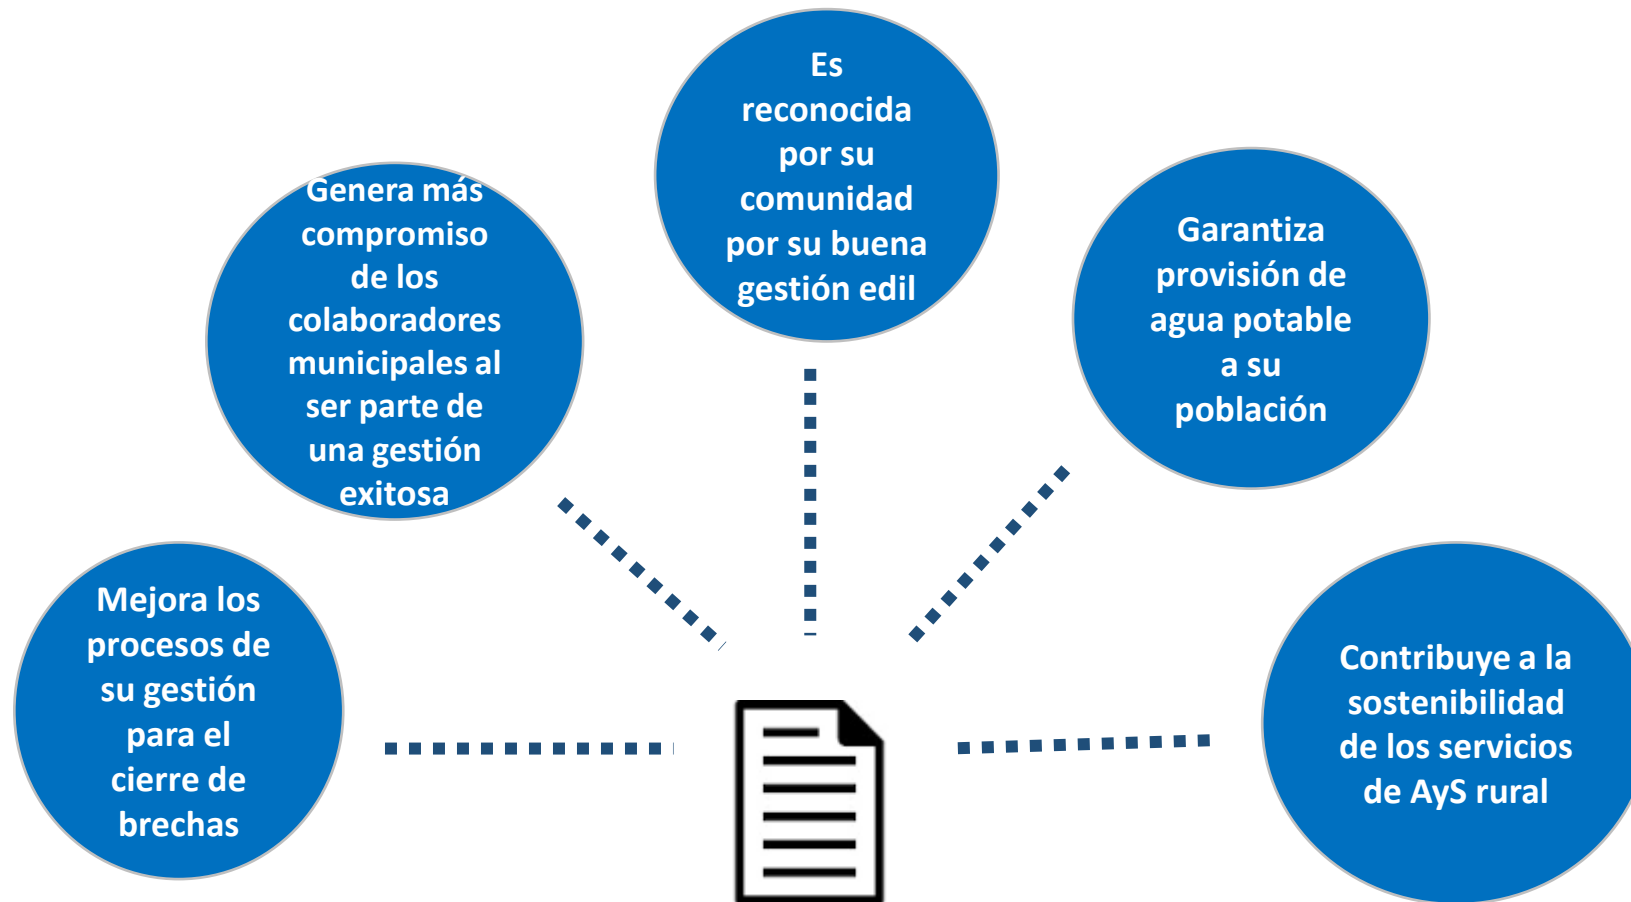 Mejora los
procesos de
su gestión
para el
cierre de
brechas
Genera más
compromiso
de los
colaboradores
municipales al
ser parte de
una gestión
exitosa
Es
reconocida
por su
comunidad
por su buena
gestión edil
Garantiza
provisión de
agua potable
a su
población
Contribuye a la
sostenibilidad
de los servicios
de AyS rural